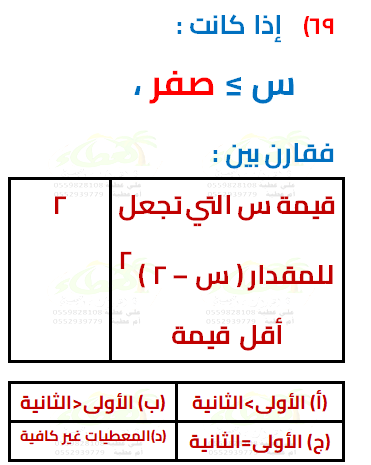 ٦٩) إذا كانت :
س ≤ صفر ،
فقارن بين :
قيمة س التي تجعل
للمقدار ( س – ٢ )٢
أقل قيمة
٢
(أ) الأولى>الثانية
(ب) الأولى<الثانية
(ج) الأولى=الثانية
(د)المعطيات غير كافية